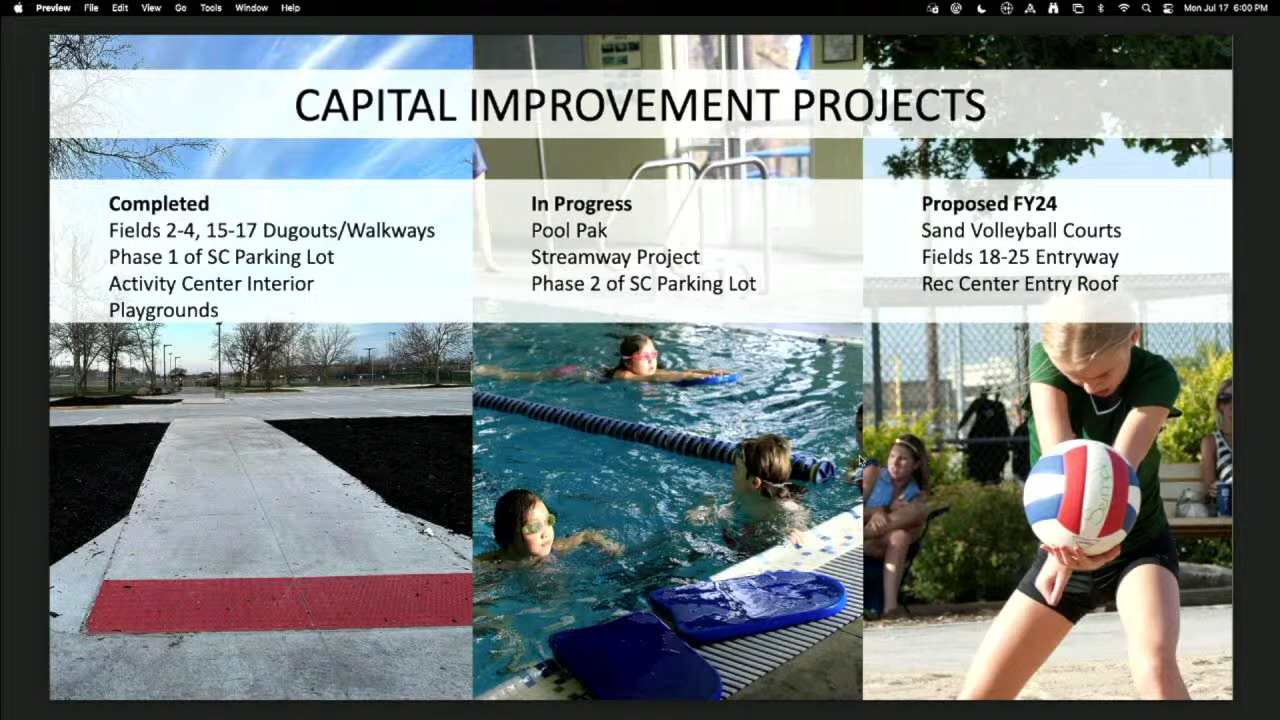 Preview File Edit View Go Tools Window Help
Mon Jul 17 6:00 PM
CAPITAL IMPROVEMENT PROJECTS
Completed
Fields 2-4, 15-17 Dugouts/Walkways
Phase 1 of SC Parking Lot
Activity Center Interior
Playgrounds
In Progress
Pool Pak
Streamway Project
Phase 2 of SC Parking Lot
Proposed FY24
Sand Volleyball Courts
Fields 18-25 Entryway
Rec Center Entry Roof